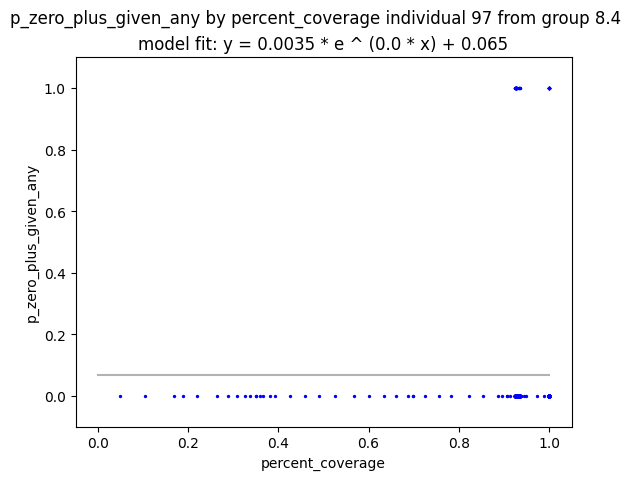 p_zero_plus_given_any by percent_coverage individual 97 from group 8.4
model fit: y = 0.0035 * e ^ (0.0 * x) + 0.065
1.0
0.8
0.6
0.4
0.2
0.0
p_zero_plus_given_any
0.0 0.2 0.4 0.6 0.8 1.0
percent_coverage